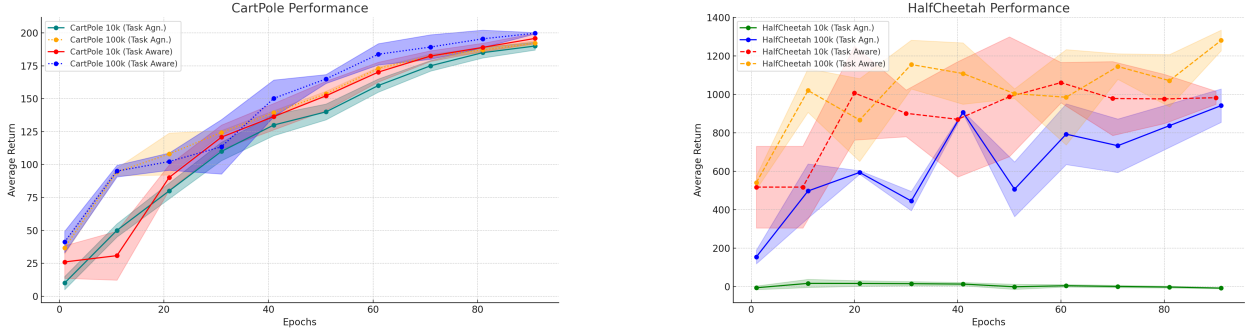 CartPole Performance
CartPole 10k (Task Agn.)
CartPole 100k (Task Agn.)
CartPole 10k (Task Aware)
CartPole 100k (Task Aware)
200
175
150
125
100
75
50
25
0
Average Return
0
20
40
60
80
Epochs
HalfCheetah Performance
HalfCheetah 10k (Task Agn.)
HalfCheetah 100k (Task Agn.)
HalfCheetah 10k (Task Aware)
HalfCheetah 100k (Task Aware)
1400
1200
1000
800
600
400
200
0
Average Return
0
20
40
60
80
Epochs